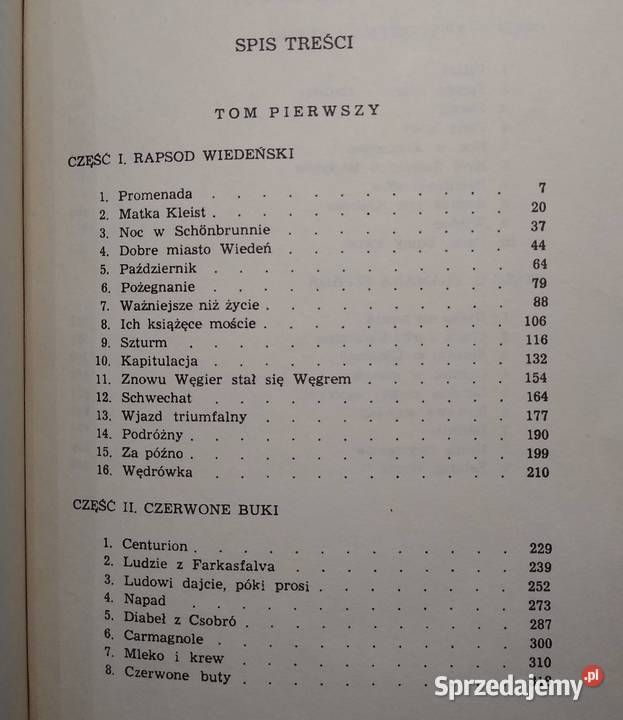 SPIS TREŚCI
TOM PIERWSZY
CZĘŚĆ I. RAPSOD WIEDEŃSKI
1. Promenada . . . . . . . . . . . 7
2. Matka Kleist . . . . . . . . . . . 20
3. Noc w Schönbrunnie . . . . . . . . 37
4. Dobre miasto Wiedeń . . . . . . . . 44
5. Październik . . . . . . . . . . . 64
6. Pożegnanie . . . . . . . . . . . 79
7. Ważniejsze niż życie . . . . . . . . . 88
8. Ich książęce moście . . . . . . . . . 106
9. Szturm . . . . . . . . . . . . 116
10. Kapitulacja . . . . . . . . . . . 132
11. Znowu Węgier stał się Węgrem . . . . . 154
12. Schwechat . . . . . . . . . . . 164
13. Wjazd triumfalny . . . . . . . . . 177
14. Podróżny . . . . . . . . . . . . 190
15. Za późno . . . . . . . . . . . . 199
16. Wędrówka . . . . . . . . . . . 210
CZĘŚĆ II. CZERWONE BUKI
1. Centurion . . . . . . . . . . . . 229
2. Ludzie z Farkasfalva . . . . . . . . 239
3. Ludowi dajcie, póki prosi . . . . . . . 252
4. Napad . . . . . . . . . . . . 273
5. Diabeł z Csobró . . . . . . . . . . 287
6. Carmagnole . . . . . . . . . . . 300
7. Mleko i krew . . . . . . . . . . 310
8. Czerwone buty . . . . . . . . . .
Sprzedajemy.pl